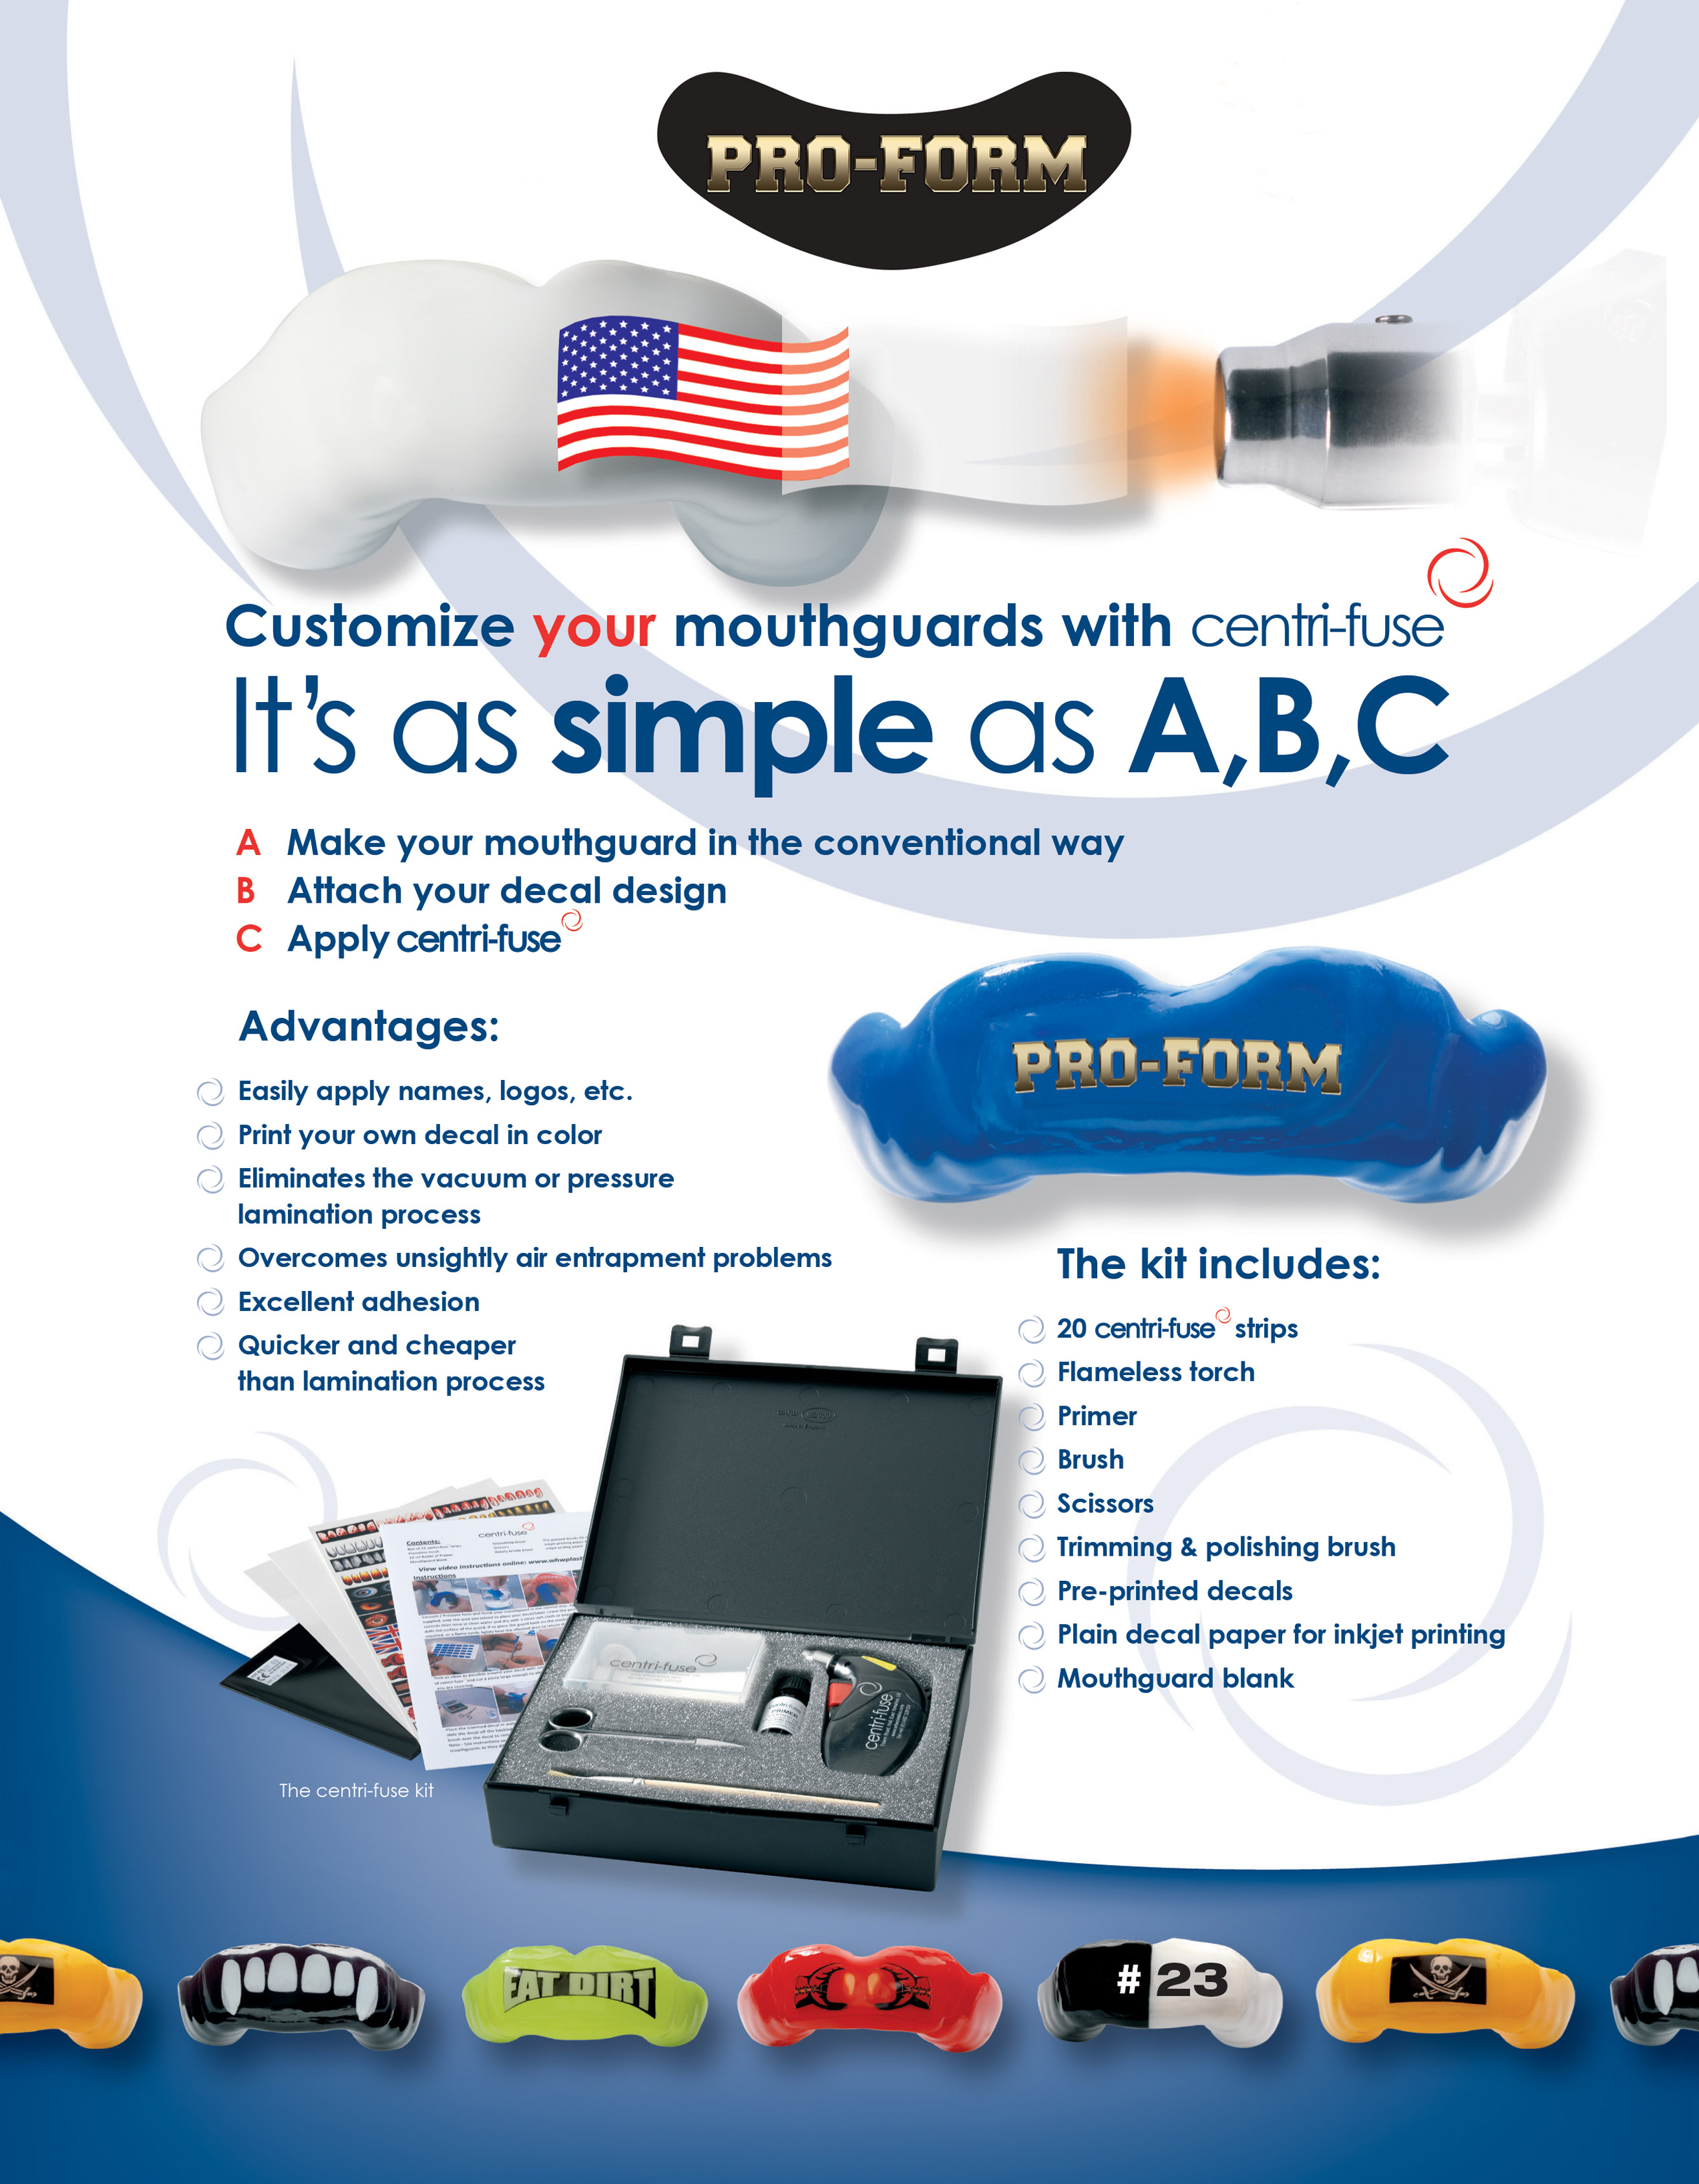 PRO-FORM
Customize your mouthguards with centri-fuse
It's as simple as A,B,C
A Make your mouthguard in the conventional way
B Attach your decal design
C Apply centri-fuse
Advantages:
Easily apply names, logos, etc.
Print your own decal in color
Eliminates the vacuum or pressure
lamination process
Overcomes unsightly air entrapment problems
Excellent adhesion
Quicker and cheaper
than lamination process
PRO-FORM
The kit includes:
20 centri-fuse strips
Flameless torch
Primer
Brush
Scissors
Trimming & polishing brush
Pre-printed decals
Plain decal paper for inkjet printing
Mouthguard blank
centri-fuse
Contents:
View video instructions online: www.whwplast
Instructions
centri-fuse
PRIMER
centri-fuse
The centri-fuse kit
EAT DIRT
# 23